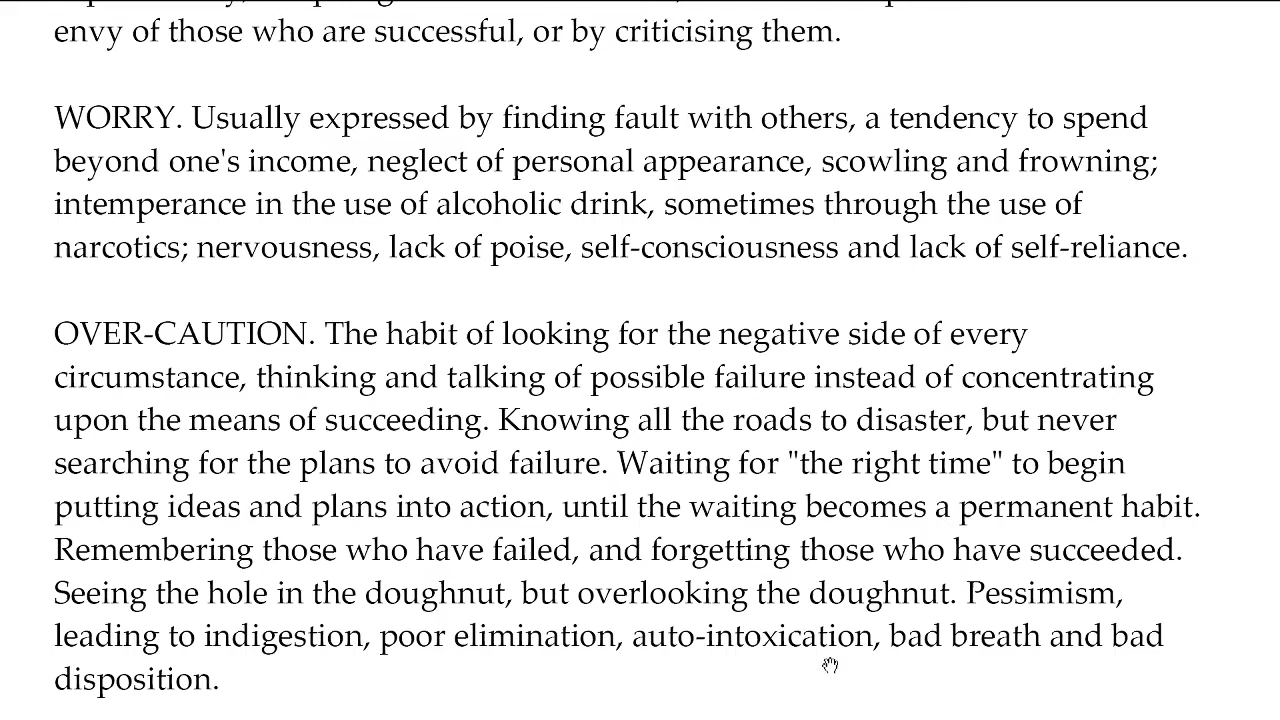 envy of those who are successful, or by criticising them.
WORRY. Usually expressed by finding fault with others, a tendency to spend
beyond one's income, neglect of personal appearance, scowling and frowning;
intemperance in the use of alcoholic drink, sometimes through the use of
narcotics; nervousness, lack of poise, self-consciousness and lack of self-reliance.
OVER-CAUTION. The habit of looking for the negative side of every
circumstance, thinking and talking of possible failure instead of concentrating
upon the means of succeeding. Knowing all the roads to disaster, but never
searching for the plans to avoid failure. Waiting for "the right time" to begin
putting ideas and plans into action, until the waiting becomes a permanent habit.
Remembering those who have failed, and forgetting those who have succeeded.
Seeing the hole in the doughnut, but overlooking the doughnut. Pessimism,
leading to indigestion, poor elimination, auto-intoxication, bad breath and bad
disposition.